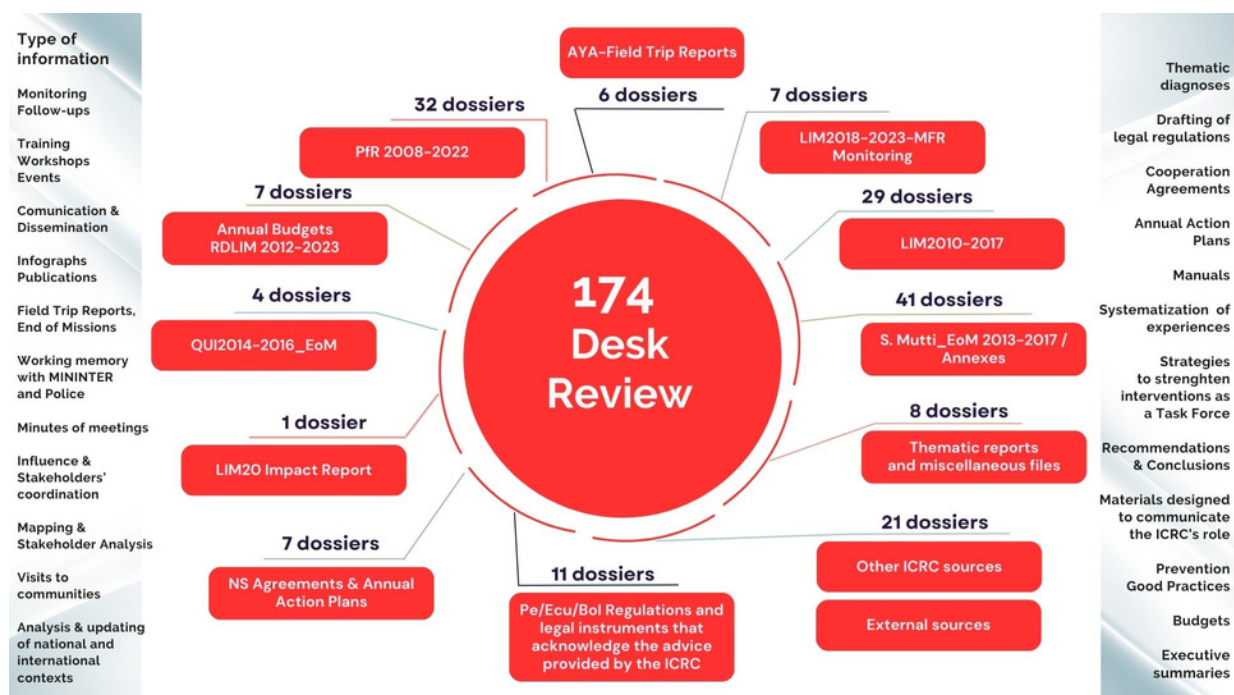 Type of
information
Monitoring
Follow-ups
Training
Workshops
Events
Comunication &
Dissemination
Infographs
Publications
Field Trip Reports,
End of Missions
Working memory
with MININTER
and Police
Minutes of meetings
Influence &
Stakeholders'
coordination
Mapping &
Stakeholder Analysis
Visits to
communities
Analysis & updating
of national and
international
contexts
AYA-Field Trip Reports
6 dossiers
32 dossiers
PfR 2008-2022
7 dossiers
Annual Budgets
RDLIM 2012-2023
4 dossiers
QUI2014-2016_EoM
1 dossier
LIM20 Impact Report
7 dossiers
NS Agreements & Annual
Action Plans
174
Desk
Review
7 dossiers
LIM2018-2023-MFR
Monitoring
29 dossiers
LIM2010-2017
41 dossiers
S. Mutti_EoM 2013-2017 /
Annexes
8 dossiers
Thematic reports
and miscellaneous files
21 dossiers
Other ICRC sources
External sources
11 dossiers
Pe/Ecu/Bol Regulations and
legal instruments that
acknowledge the advice
provided by the ICRC
Thematic
diagnoses
Drafting of
legal regulations
Cooperation
Agreements
Annual Action
Plans
Manuals
Systematization of
experiences
Strategies
to strenghten
interventions as
a Task Force
Recommendations
& Conclusions
Materials designed
to communicate
the ICRC's role
Prevention
Good Practices
Budgets
Executive
summaries